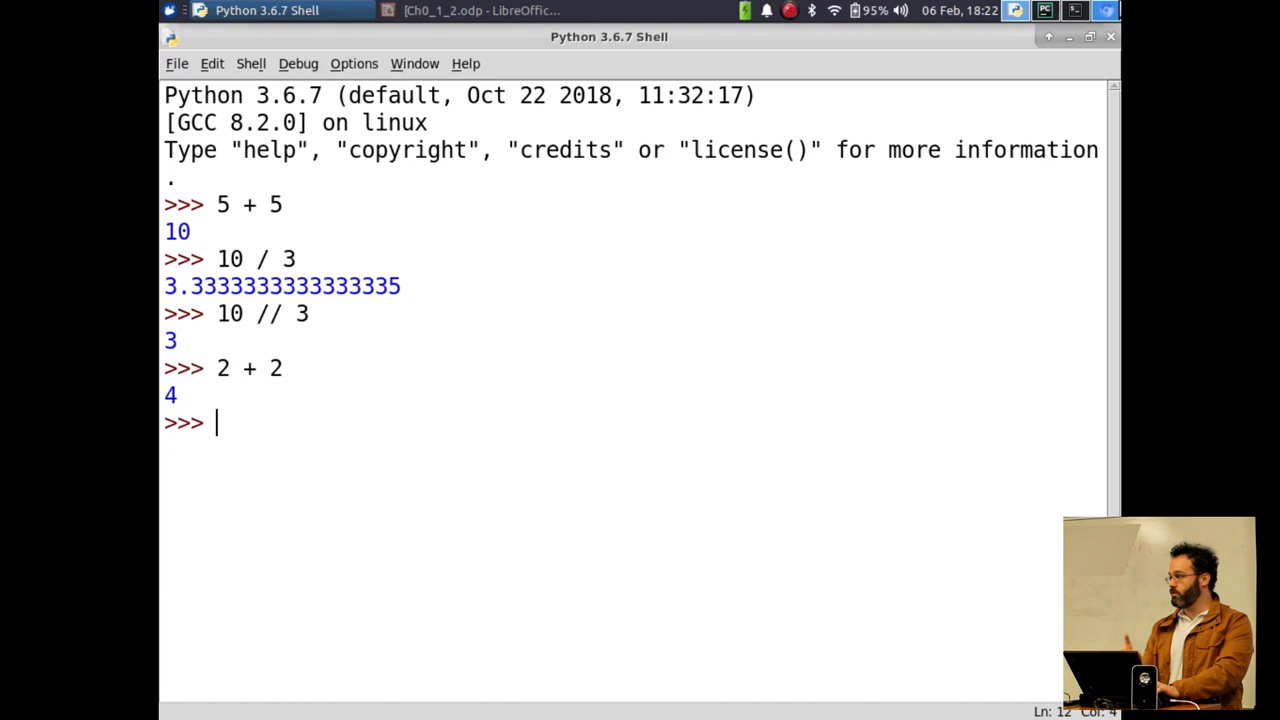 Python 3.6.7 Shell
[Ch0_1_2.odp - LibreOffic...
95%
06 Feb, 18:22
Python 3.6.7 Shell
File Edit Shell Debug Options Window Help
Python 3.6.7 (default, Oct 22 2018, 11:32:17)
[GCC 8.2.0] on linux
Type "help", "copyright", "credits" or "license()" for more information
.
>>> 5 + 5
10
>>> 10 / 3
3.3333333333333335
>>> 10 // 3
3
>>> 2 + 2
4
>>>
Ln: 12 Col: 4